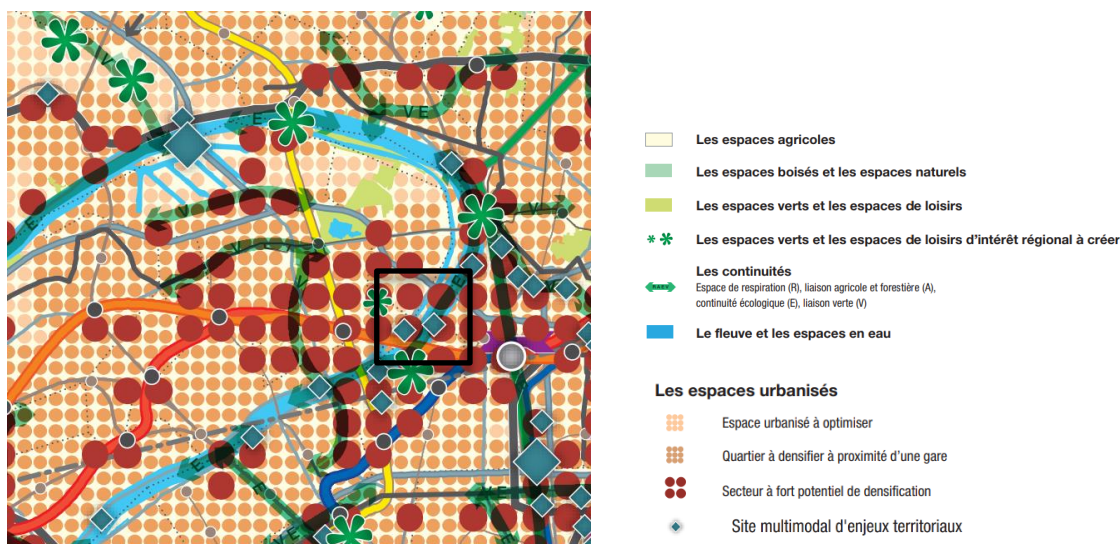 V
V
E
V E
E
V
V
V
V
E
E
E
R
E
V
Les espaces agricoles
Les espaces boisés et les espaces naturels
Les espaces verts et les espaces de loisirs
Les espaces verts et les espaces de loisirs d'intérêt régional à créer
Les continuités
Espace de respiration (R), liaison agricole et forestière (A),
continuité écologique (E), liaison verte (V)
Le fleuve et les espaces en eau
Les espaces urbanisés
Espace urbanisé à optimiser
Quartier à densifier à proximité d'une gare
Secteur à fort potentiel de densification
Site multimodal d'enjeux territoriaux